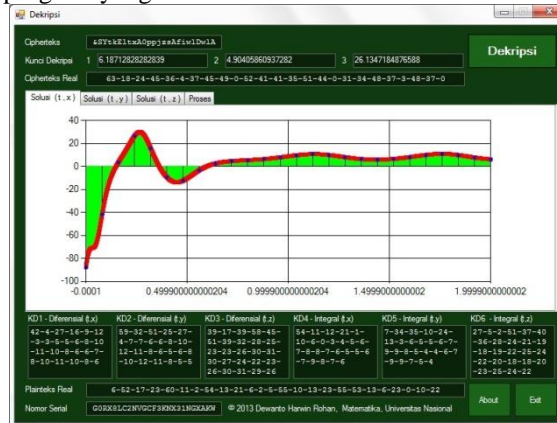 Dekripsi
Cipherteks &SYtkEltxA0ppjzsAfiwlDwlA
Kunci Dekripsi 1 6.18712828282839 2 4.90405860937282 3 26.1347184876588
Dekripsi
Cipherteks Real 63-18-24-45-36-4-37-45-49-0-52-41-41-35-51-44-0-31-34-48-37-3-48-37-0
Solusi (t,x) Solusi (t,y) Solusi (t,z) Proses
40
20
0
-20
-40
-60
-80
-100
-0.0001 0.499900000000204 0.999900000000204 1.49990000000002 1.99990000000002
KD1 - Diferensial (t,x) KD2 - Diferensial (t,y) KD3 - Diferensial (t,z) KD4 - Integral (t,x) KD5 - Integral (t,y) KD6 - Integral (t,z)
42-4-27-16-9-12 59-32-51-25-27- 39-17-39-58-45- 54-11-12-21-1- 7-34-35-10-24- 27-5-2-51-37-40
-3-3-5-5-6-8-10 4-7-7-6-6-8-10- 51-39-32-28-25- 10-6-0-3-4-5-6- 13-3-6-5-5-6-7- -36-28-24-21-19
-11-10-8-6-6-7- 12-11-8-6-5-6-8 23-23-26-30-31- 7-8-8-7-6-5-5-6 9-9-8-5-4-4-6-7 -18-19-22-25-24
8-10-11-10-8-6 -10-12-11-8-5 30-27-24-22-23- -7-9-8-7-6 -9-9-7-5-4 -22-20-18-18-20
26-30-31-29-26 -23-25-24-22
Plainteks Real 6-52-17-23-60-11-2-54-13-21-6-2-5-55-10-13-23-55-53-13-6-23-0-10-22
Nomor Serial G0RX8LC2NVGCF3KNX31NGXAKW © 2013 Dewanto Harwin Rohan, Matematika, Universitas Nasional
About Exit